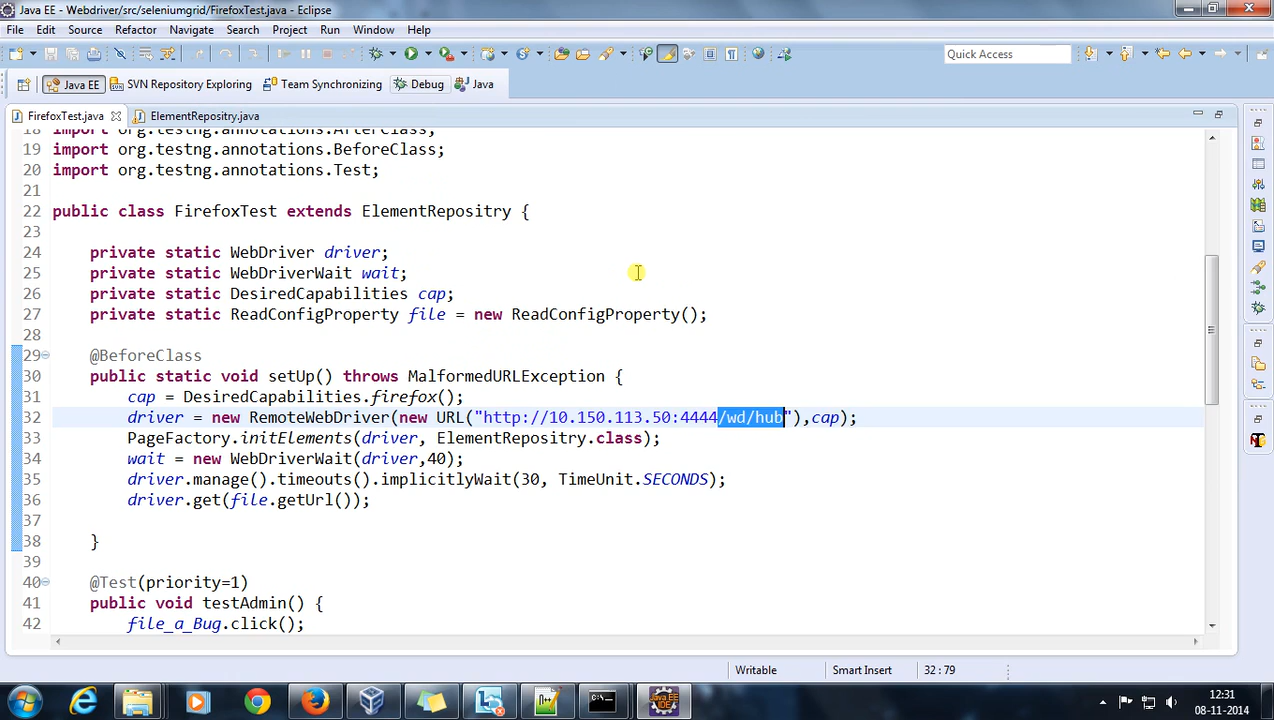 Java EE - Webdriver/src/seleniumgrid/FirefoxTest.java - Eclipse
File Edit Source Refactor Navigate Search Project Run Window Help
Quick Access
Java EE SVN Repository Exploring Team Synchronizing Debug Java
FirefoxTest.java ElementRepositry.java
18 import org.testng.annotations.AfterClass;
19 import org.testng.annotations.BeforeClass;
20 import org.testng.annotations.Test;
21
22 public class FirefoxTest extends ElementRepositry {
23
24 private static WebDriver driver;
25 private static WebDriverWait wait;
26 private static DesiredCapabilities cap;
27 private static ReadConfigProperty file = new ReadConfigProperty();
28
29 @BeforeClass
30 public static void setUp() throws MalformedURLException {
31 cap = DesiredCapabilities.firefox();
32 driver = new RemoteWebDriver(new URL("http://10.150.113.50:4444/wd/hub"),cap);
33 PageFactory.initElements(driver, ElementRepositry.class);
34 wait = new WebDriverWait(driver,40);
35 driver.manage().timeouts().implicitlyWait(30, TimeUnit.SECONDS);
36 driver.get(file.getUrl());
37
38 }
39
40 @Test(priority=1)
41 public void testAdmin() {
42 file_a_Bug.click();
Writable Smart Insert 32 : 79
12:31
08-11-2014